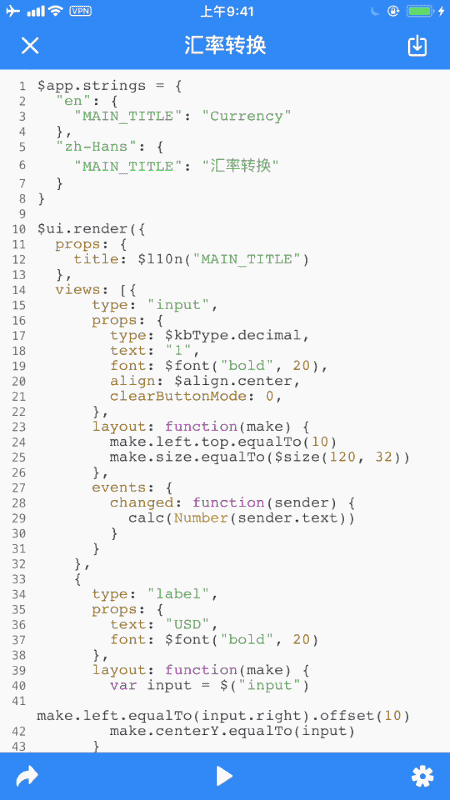 VPN 上午9:41
汇率转换
1 $app.strings = {
2   "en": {
3     "MAIN_TITLE": "Currency"
4   },
5   "zh-Hans": {
6     "MAIN_TITLE": "汇率转换"
7   }
8 }
9
10 $ui.render({
11   props: {
12     title: $l10n("MAIN_TITLE")
13   },
14   views: [{
15       type: "input",
16       props: {
17         type: $kbType.decimal,
18         text: "1",
19         font: $font("bold", 20),
20         align: $align.center,
21         clearButtonMode: 0,
22       },
23       layout: function(make) {
24         make.left.top.equalTo(10)
25         make.size.equalTo($size(120, 32))
26       },
27       events: {
28         changed: function(sender) {
29           calc(Number(sender.text))
30         }
31       }
32     },
33     {
34       type: "label",
35       props: {
36         text: "USD",
37         font: $font("bold", 20)
38       },
39       layout: function(make) {
40         var input = $("input")
41
make.left.equalTo(input.right).offset(10)
42         make.centerY.equalTo(input)
43       }